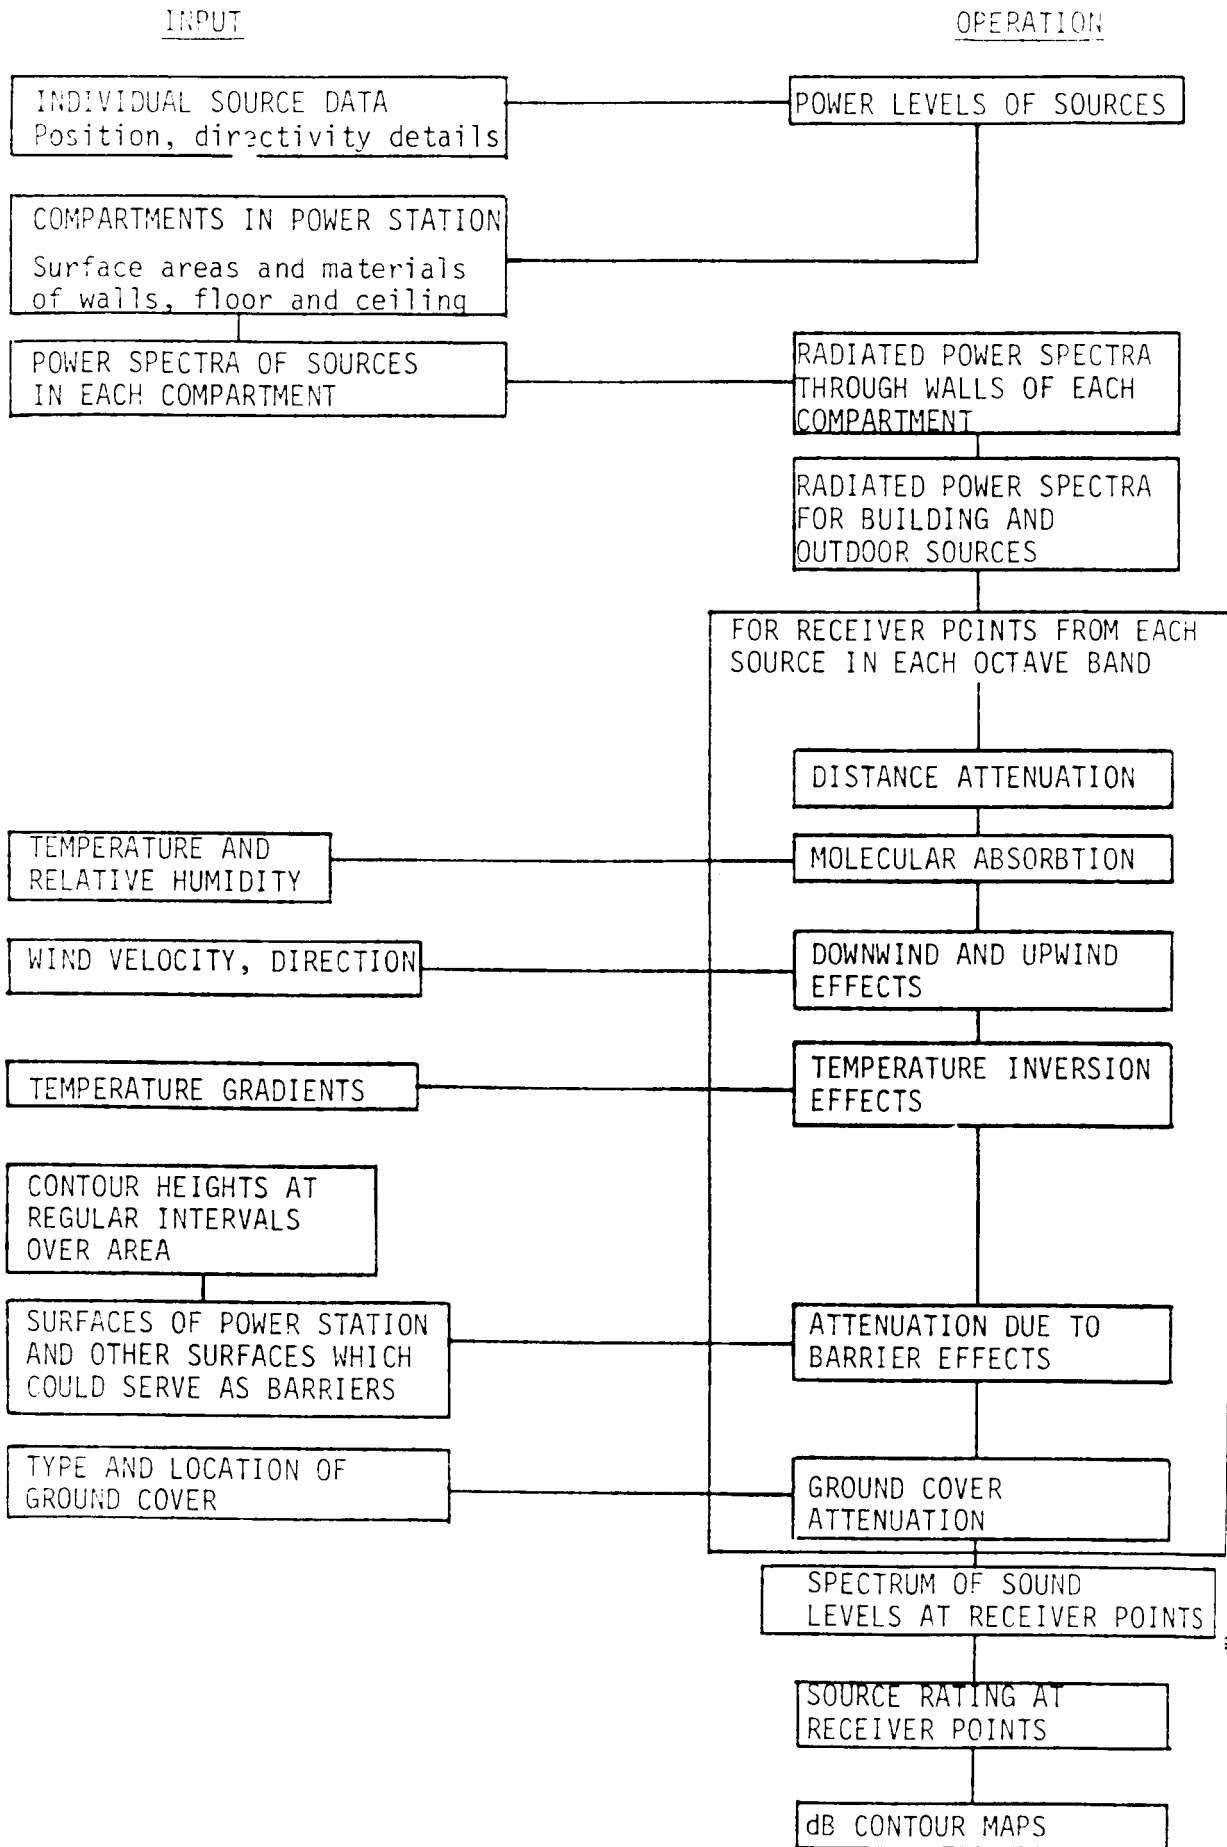 INPUT
OPERATION
INDIVIDUAL SOURCE DATA
Position, directivity details
POWER LEVELS OF SOURCES
COMPARTMENTS IN POWER STATION
Surface areas and materials
of walls, floor and ceiling
POWER SPECTRA OF SOURCES
IN EACH COMPARTMENT
RADIATED POWER SPECTRA
THROUGH WALLS OF EACH
COMPARTMENT
RADIATED POWER SPECTRA
FOR BUILDING AND
OUTDOOR SOURCES
FOR RECEIVER POINTS FROM EACH
SOURCE IN EACH OCTAVE BAND
DISTANCE ATTENUATION
TEMPERATURE AND
RELATIVE HUMIDITY
MOLECULAR ABSORBTION
WIND VELOCITY, DIRECTION
DOWNWIND AND UPWIND
EFFECTS
TEMPERATURE GRADIENTS
TEMPERATURE INVERSION
EFFECTS
CONTOUR HEIGHTS AT
REGULAR INTERVALS
OVER AREA
SURFACES OF POWER STATION
AND OTHER SURFACES WHICH
COULD SERVE AS BARRIERS
ATTENUATION DUE TO
BARRIER EFFECTS
TYPE AND LOCATION OF
GROUND COVER
GROUND COVER
ATTENUATION
SPECTRUM OF SOUND
LEVELS AT RECEIVER POINTS
SOURCE RATING AT
RECEIVER POINTS
dB CONTOUR MAPS